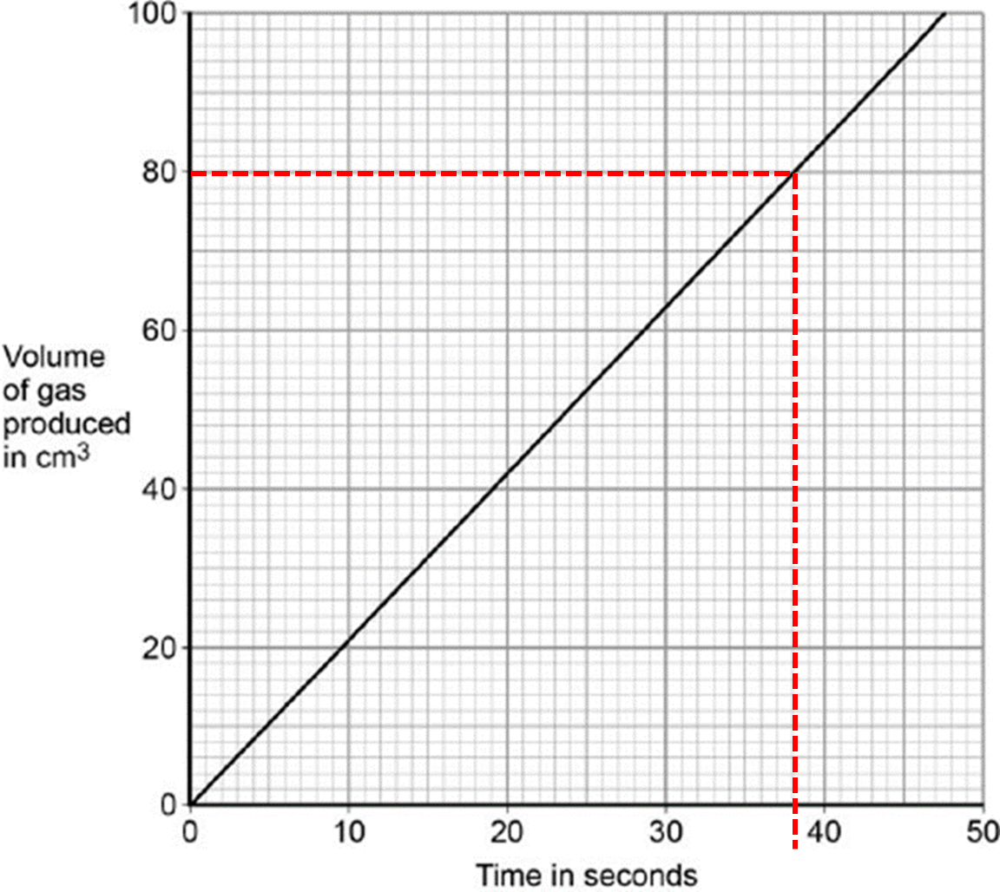 100
80
60
40
20
0
Volume
of gas
produced
in cm³
0 10 20 30 40 50
Time in seconds